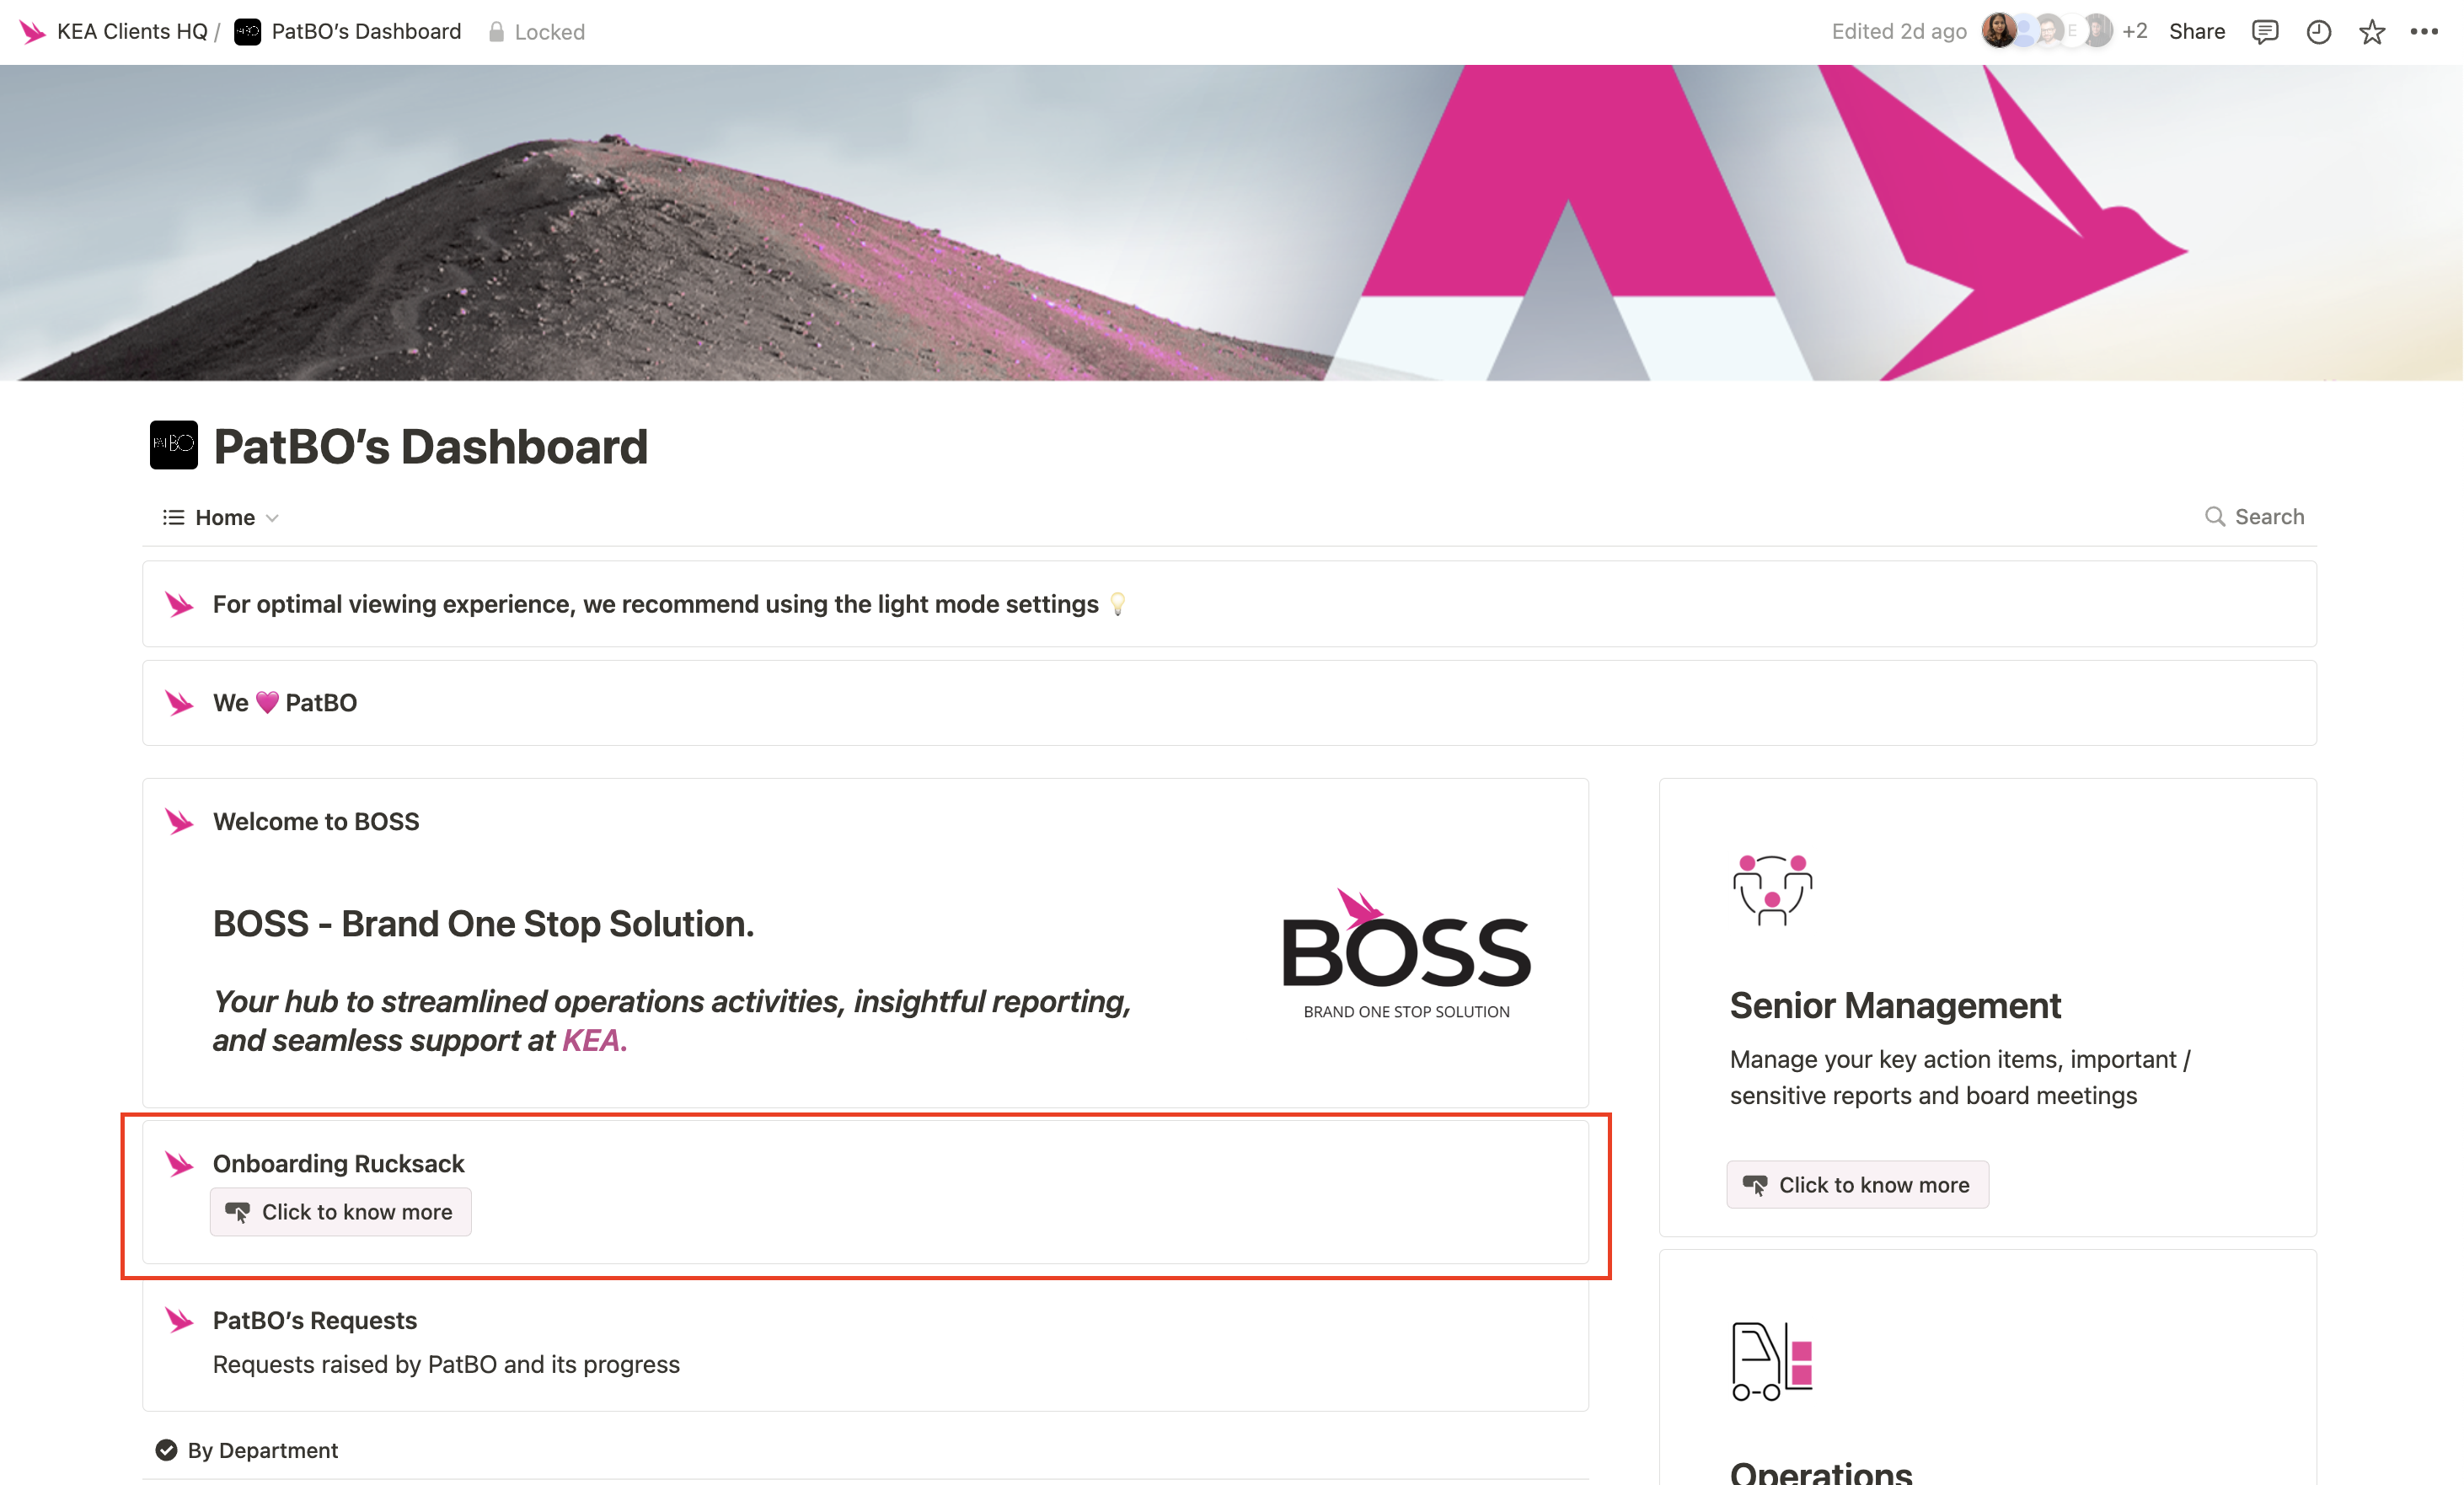 KEA Clients HQ / PatBO's Dashboard Locked
Edited 2d ago E +2 Share
PatBO
PatBO's Dashboard
Home
Search
For optimal viewing experience, we recommend using the light mode settings 💡
We 💗 PatBO
Welcome to BOSS
BOSS - Brand One Stop Solution.
Your hub to streamlined operations activities, insightful reporting,
and seamless support at KEA.
BOSS
BRAND ONE STOP SOLUTION
Onboarding Rucksack
Click to know more
PatBO's Requests
Requests raised by PatBO and its progress
By Department
Senior Management
Manage your key action items, important /
sensitive reports and board meetings
Click to know more
Operations